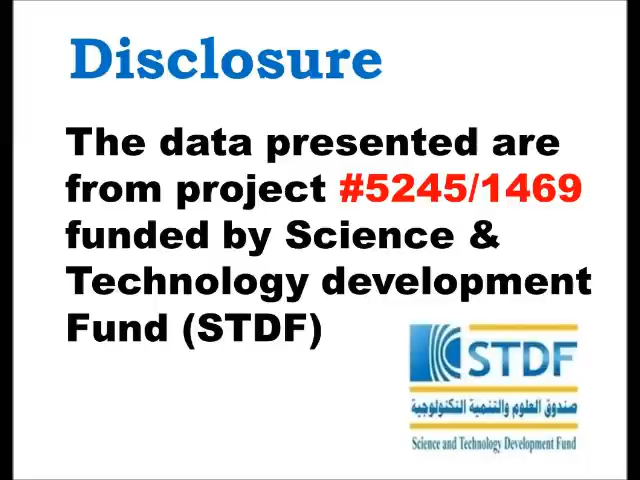 Disclosure
The data presented are
from project #5245/1469
funded by Science &
Technology development
Fund (STDF)
STDF
صندوق العلوم والتنمية التكنولوجية
Science and Technology Development Fund